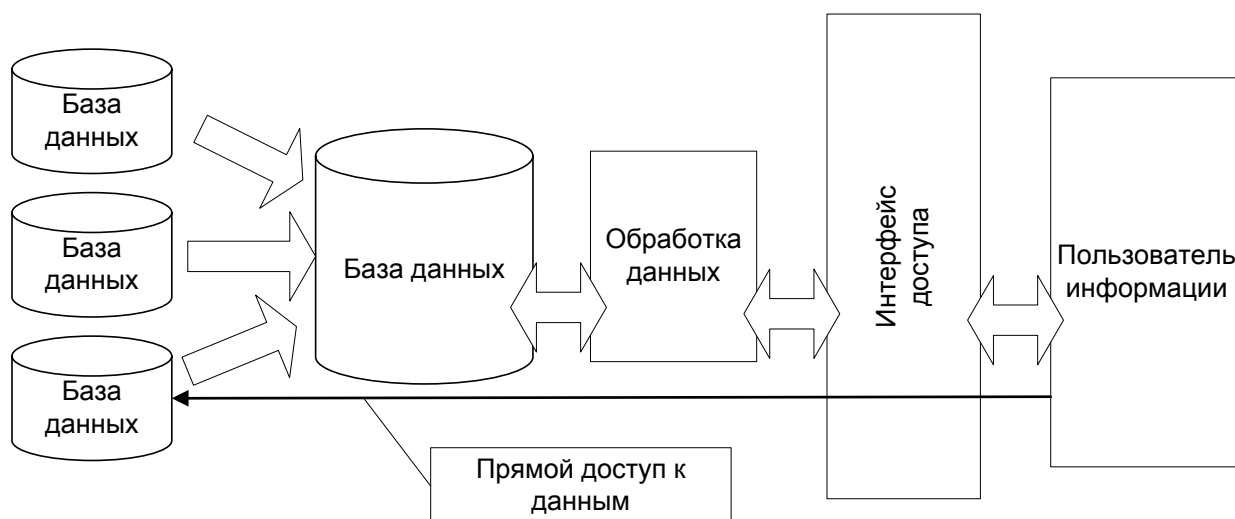 База
данных
База
данных
База
данных
База данных
Обработка
данных
Интерфейс
доступа
Пользователь
информации
Прямой доступ к
данным